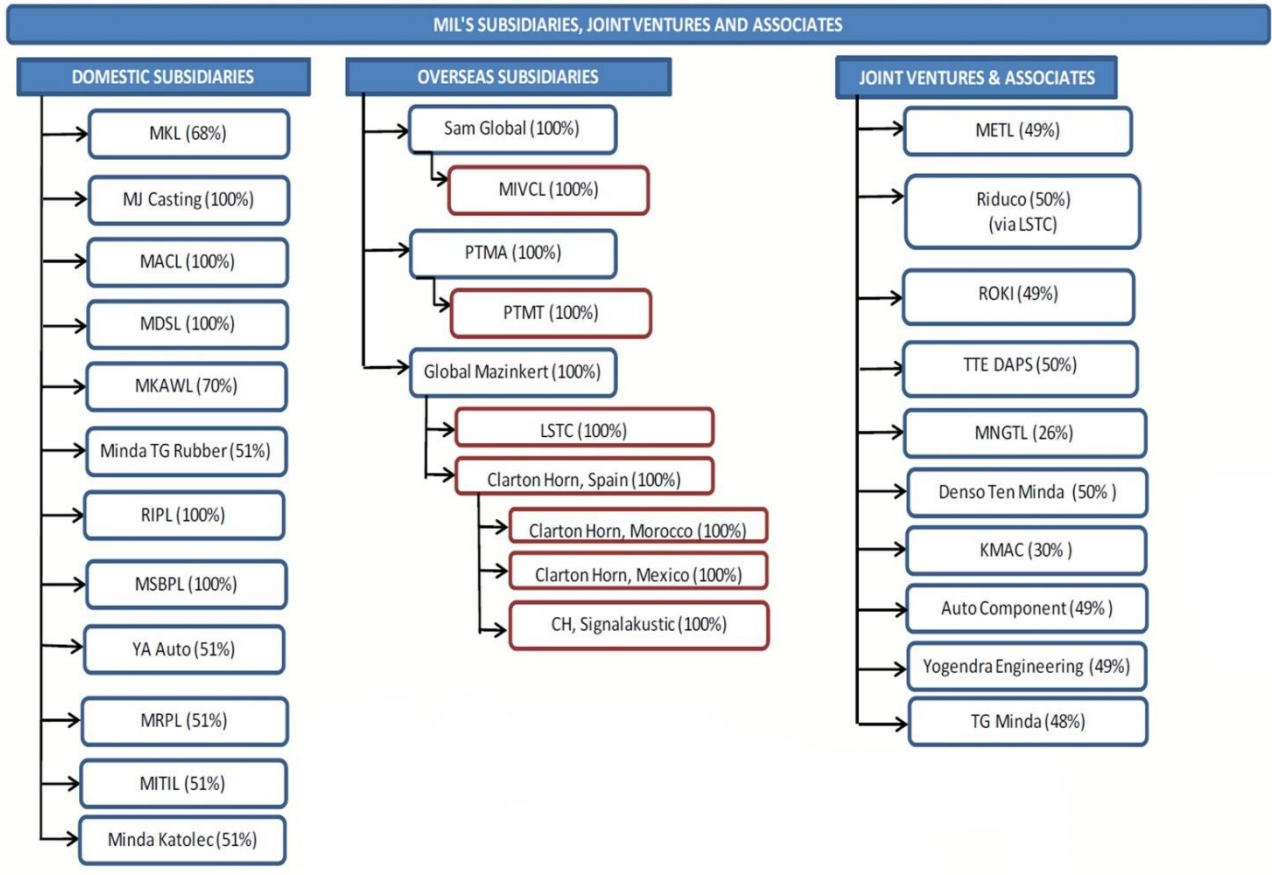 MIL'S SUBSIDIARIES, JOINT VENTURES AND ASSOCIATES
DOMESTIC SUBSIDIARIES
MKL (68%)
MJ Casting (100%)
MACL (100%)
MDSL (100%)
MKAWL (70%)
Minda TG Rubber (51%)
RIPL (100%)
MSBPL (100%)
YA Auto (51%)
MRPL (51%)
MITIL (51%)
Minda Katolec (51%)
OVERSEAS SUBSIDIARIES
Sam Global (100%)
MIVCL (100%)
PTMA (100%)
PTMT (100%)
Global Mazinkert (100%)
LSTC (100%)
Clarton Horn, Spain (100%)
Clarton Horn, Morocco (100%)
Clarton Horn, Mexico (100%)
CH, Signalakustic (100%)
JOINT VENTURES & ASSOCIATES
METL (49%)
Riduco (50%)
(via LSTC)
ROKI (49%)
TTE DAPS (50%)
MNGTL (26%)
Denso Ten Minda (50% )
KMAC (30% )
Auto Component (49% )
Yogendra Engineering (49%)
TG Minda (48%)